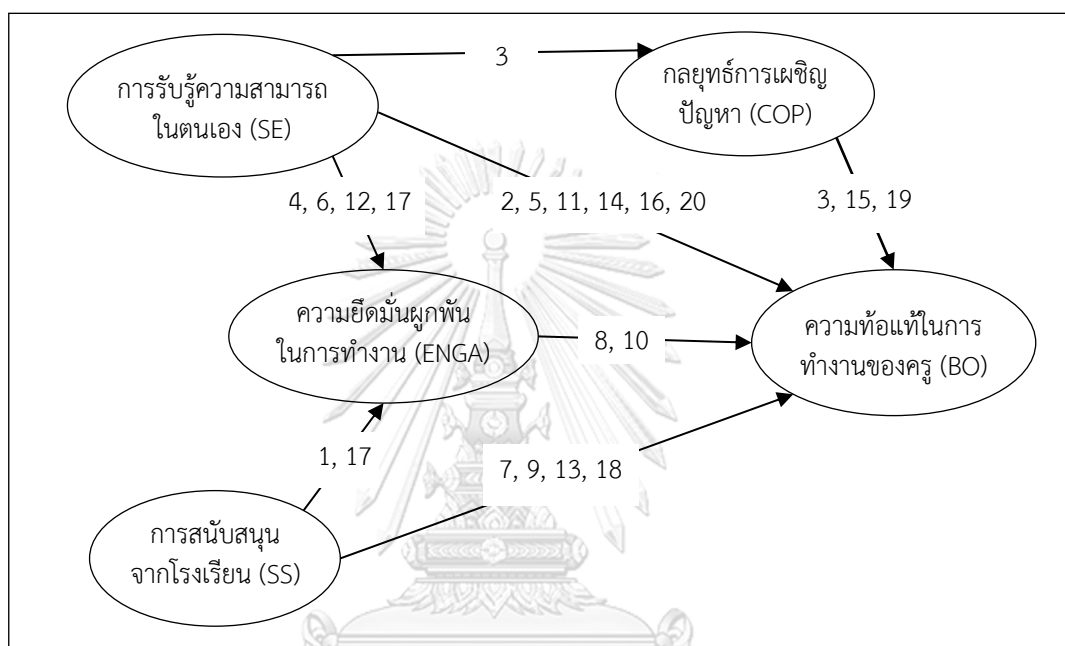 3
การรับรู้ความสามารถ
ในตนเอง (SE)
กลยุทธ์การเผชิญ
ปัญหา (COP)
4, 6, 12, 17
2, 5, 11, 14, 16, 20
3, 15, 19
ความยึดมั่นผูกพัน
ในการทำงาน (ENGA)
8, 10
ความท้อแท้ในการ
ทำงานของครู (BO)
1, 17
7, 9, 13, 18
การสนับสนุน
จากโรงเรียน (SS)